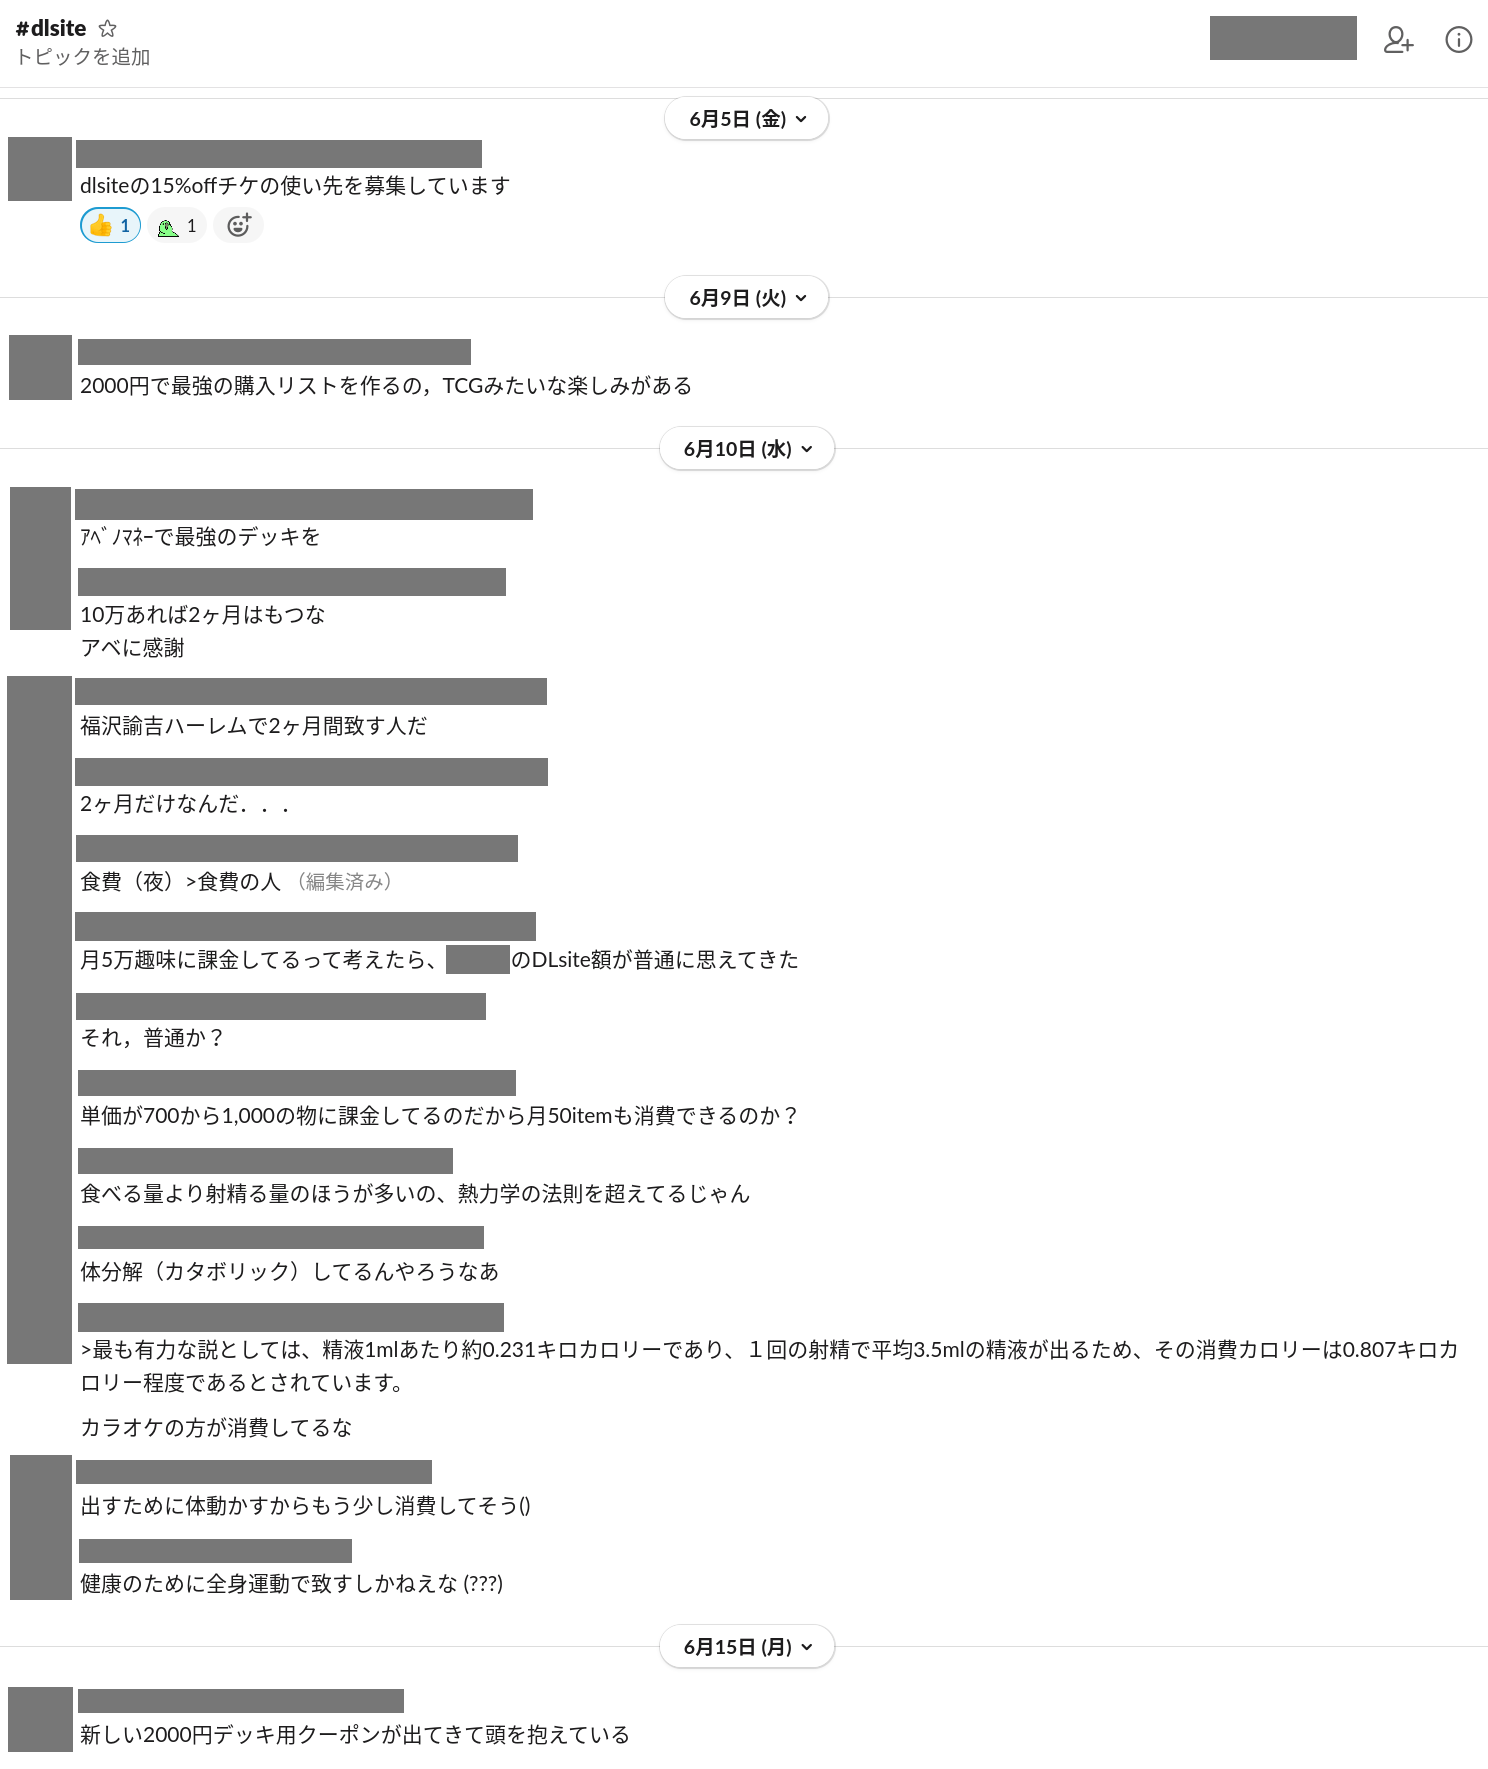 #dlsite
トピックを追加
6月5日 (金)
dlsiteの15%offチケの使い先を募集しています
1 1
6月9日 (火)
2000円で最強の購入リストを作るの，TCGみたいな楽しみがある
6月10日 (水)
ｱﾍﾞﾉﾏﾈｰで最強のデッキを
10万あれば2ヶ月はもつな
アベに感謝
福沢諭吉ハーレムで2ヶ月間致す人だ
2ヶ月だけなんだ．．．
食費（夜）>食費の人 （編集済み）
月5万趣味に課金してるって考えたら、 のDLsite額が普通に思えてきた
それ，普通か？
単価が700から1,000の物に課金してるのだから月50itemも消費できるのか？
食べる量より射精る量のほうが多いの、熱力学の法則を超えてるじゃん
体分解（カタボリック）してるんやろうなあ
>最も有力な説としては、精液1mlあたり約0.231キロカロリーであり、１回の射精で平均3.5mlの精液が出るため、その消費カロリーは0.807キロカ
ロリー程度であるとされています。
カラオケの方が消費してるな
出すために体動かすからもう少し消費してそう()
健康のために全身運動で致すしかねえな (???)
6月15日 (月)
新しい2000円デッキ用クーポンが出てきて頭を抱えている